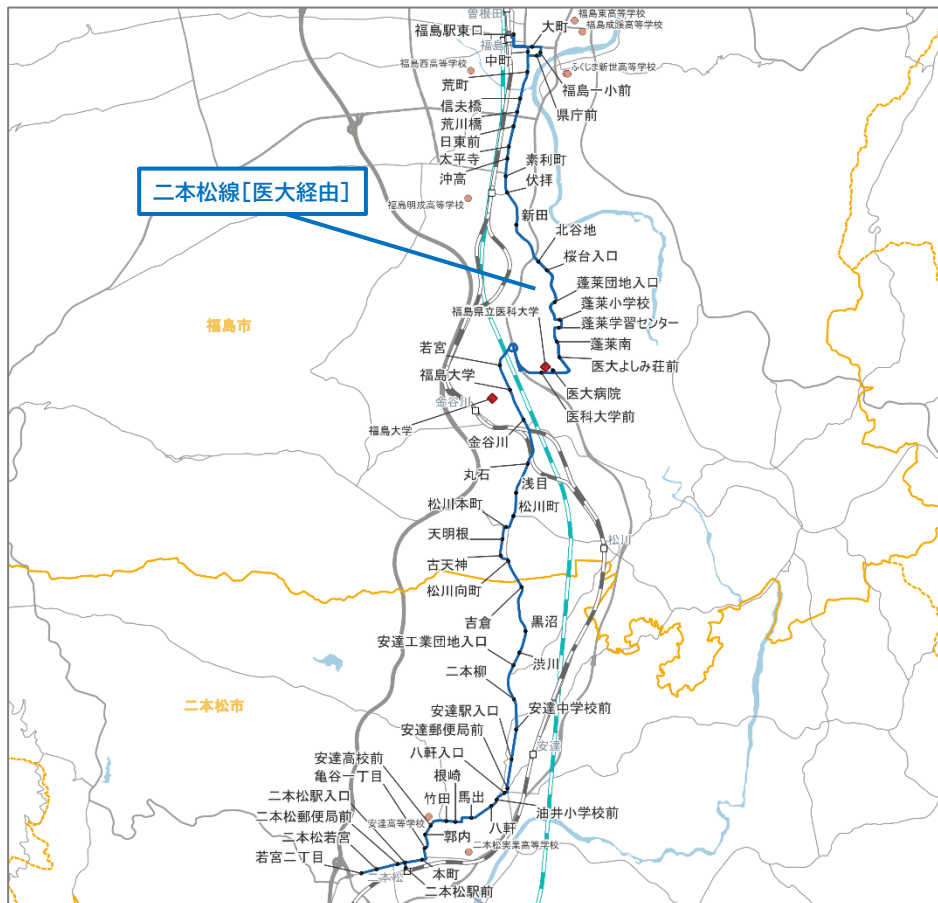 曽根田
福島東高等学校
福島成蹊高等学校
福島駅東口
大町
福島
中町
福島西高等学校
ふくしま新世高等学校
荒町
福島一小前
信夫橋
県庁前
荒川橋
日東前
太平寺
素利町
沖高
伏拝
二本松線[医大経由]
福島明成高等学校
新田
北谷地
桜台入口
蓬莱団地入口
蓬莱小学校
福島県立医科大学
蓬莱学習センター
福島市
蓬莱南
若宮
医大よしみ荘前
福島大学
医大病院
金谷川
医科大学前
福島大学
金谷川
丸石
浅目
松川本町
松川町
天明根
松川
古天神
松川向町
吉倉
黒沼
安達工業団地入口
渋川
二本柳
二本松市
安達駅入口
安達中学校前
安達郵便局前
安達
安達高校前
八軒入口
亀谷一丁目
根崎
二本松駅入口
竹田
馬出
油井小学校前
二本松郵便局前
安達高等学校
八軒
二本松若宮
郭内
二本松実業高等学校
若宮二丁目
本町
二本松
二本松駅前